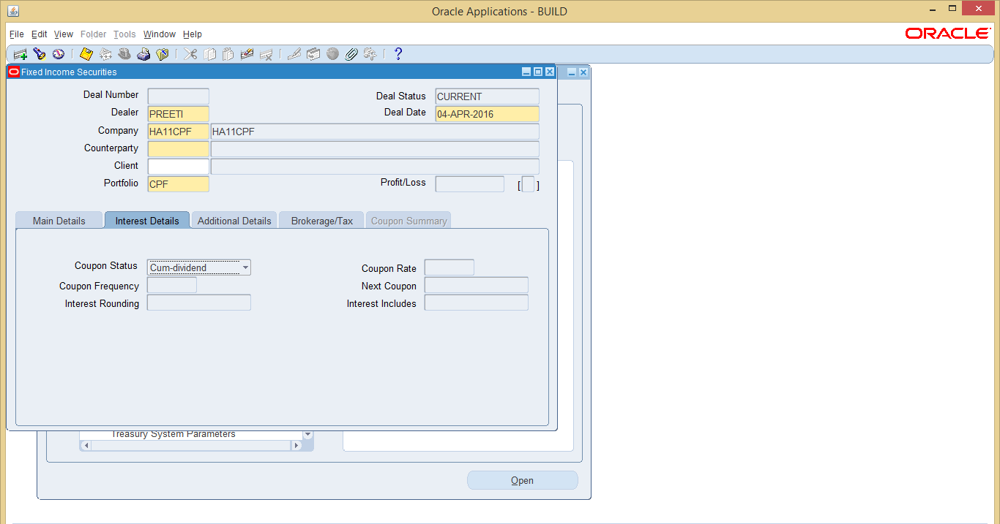 Oracle Applications - BUILD
File Edit View Folder Tools Window Help
ORACLE
Fixed Income Securities
Deal Number
Deal Status CURRENT
Dealer PREETI
Deal Date 04-APR-2016
Company HA11CPF HA11CPF
Counterparty
Client
Portfolio CPF
Profit/Loss [ ]
Main Details Interest Details Additional Details Brokerage/Tax Coupon Summary
Coupon Status Cum-dividend
Coupon Rate
Coupon Frequency
Next Coupon
Interest Rounding
Interest Includes
Treasury System Parameters
Open